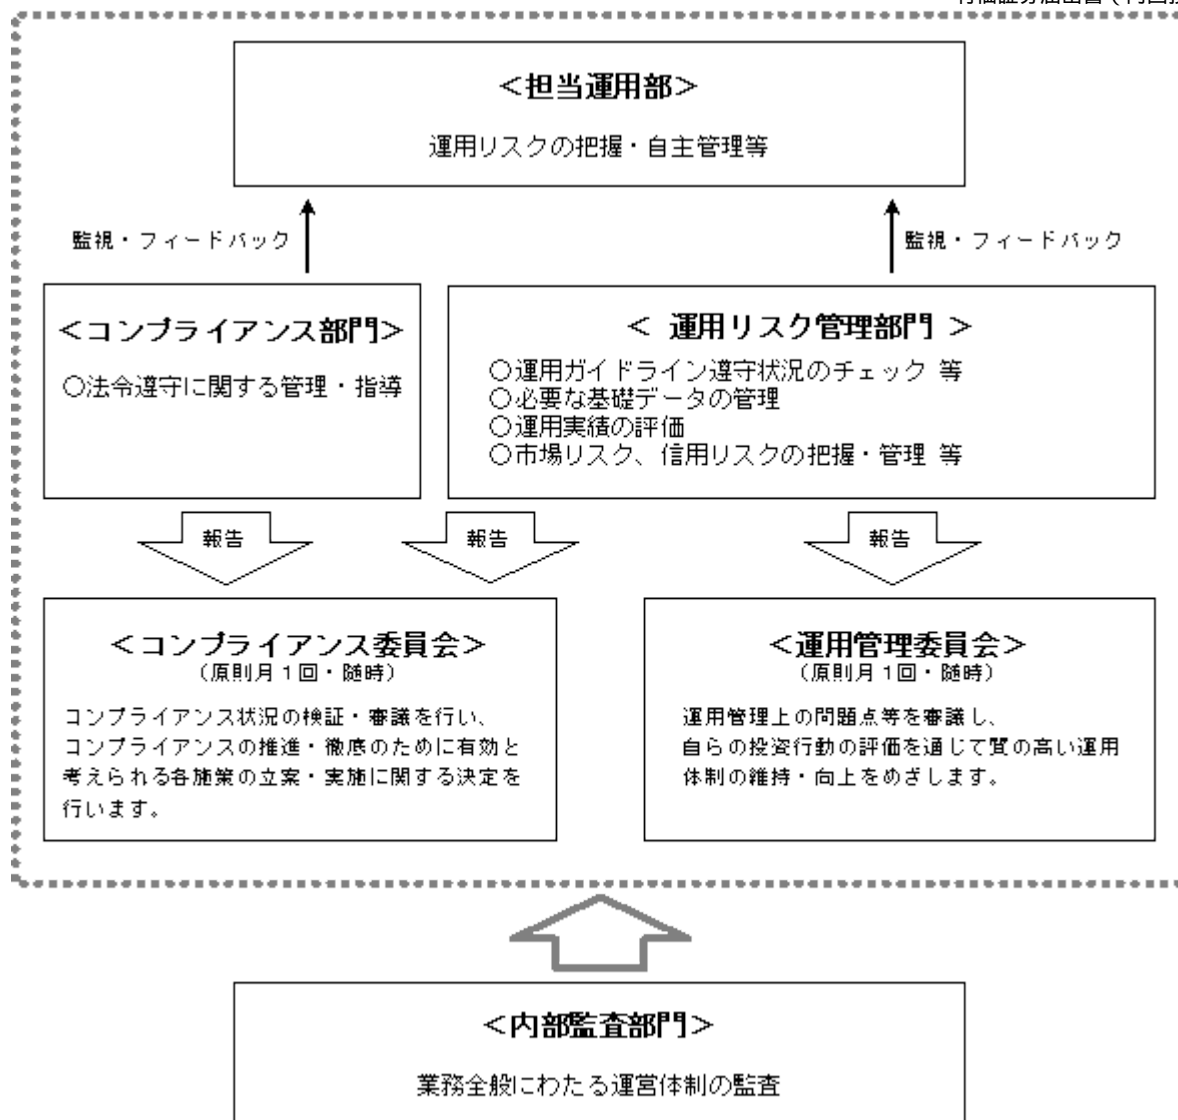 ＜担当運用部＞
運用リスクの把握・自主管理等
監視・フィードバック
監視・フィードバック
＜コンプライアンス部門＞
○法令遵守に関する管理・指導
＜ 運用リスク管理部門 ＞
○運用ガイドライン遵守状況のチェック 等
○必要な基礎データの管理
○運用実績の評価
○市場リスク、信用リスクの把握・管理 等
報告
報告
報告
＜コンプライアンス委員会＞
（原則月１回・随時）
コンプライアンス状況の検証・審議を行い、
コンプライアンスの推進・徹底のために有効と
考えられる各施策の立案・実施に関する決定を
行います。
＜運用管理委員会＞
（原則月１回・随時）
運用管理上の問題点等を審議し、
自らの投資行動の評価を通じて質の高い運用
体制の維持・向上をめざします。
＜内部監査部門＞
業務全般にわたる運営体制の監査